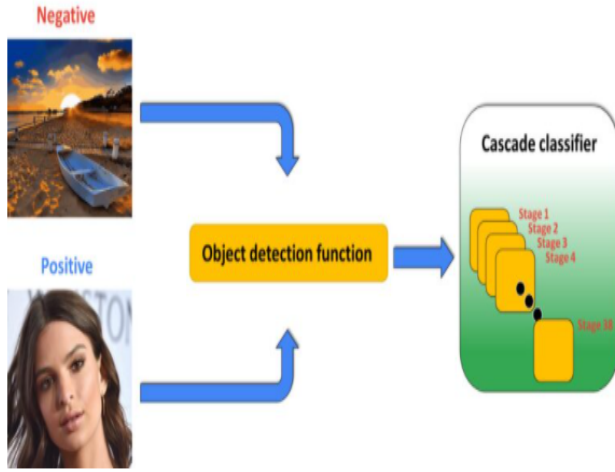 Negative
Cascade classifier
Stage 1
Stage 2
Stage 3
Stage 4
Object detection function
Positive
Stage 38